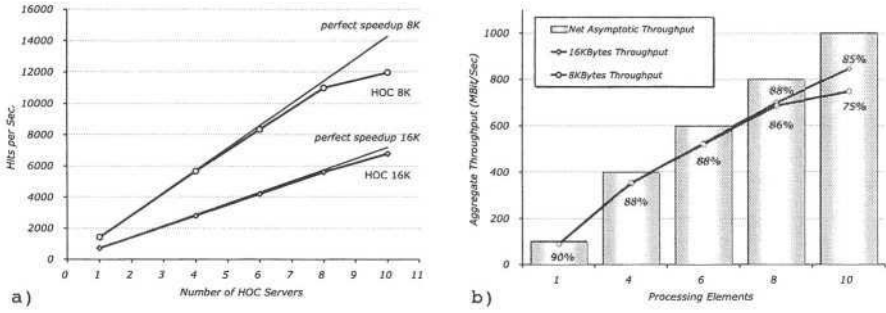 16000
14000
12000
10000
8000
6000
4000
2000
0
Hits per Sec.
perfect speedup 8K
HOC 8K
perfect speedup 16K
HOC 16K
0 1 2 3 4 5 6 7 8 9 10 11
Number of HOC Servers
a)
1000
800
600
400
200
0
Aggregate Throughput (MBit/Sec)
Net Asymptotic Throughput
16KBytes Throughput
8KBytes Throughput
90%
88%
88%
88%
86%
85%
75%
1 4 6 8 10
Processing Elements
b)